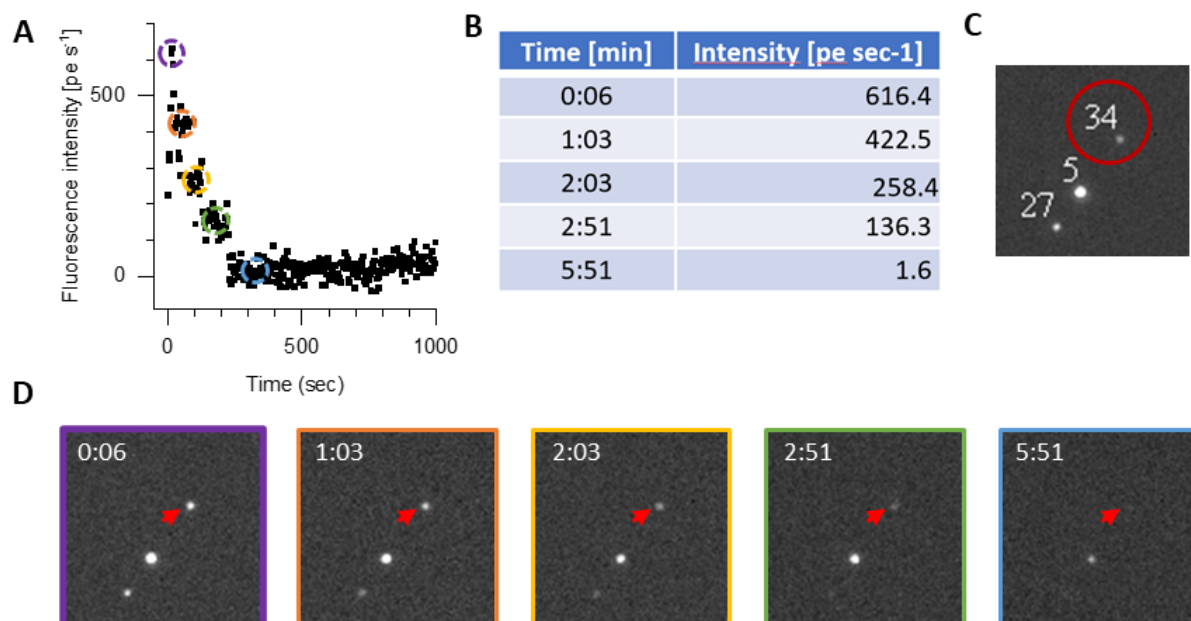 A
Fluorescence intensity [pe s⁻¹]
500
0
0 500 1000
Time (sec)
B
Time [min] Intensity [pe sec-1]
0:06 616.4
1:03 422.5
2:03 258.4
2:51 136.3
5:51 1.6
C
34
5
27
D
0:06 1:03 2:03 2:51 5:51